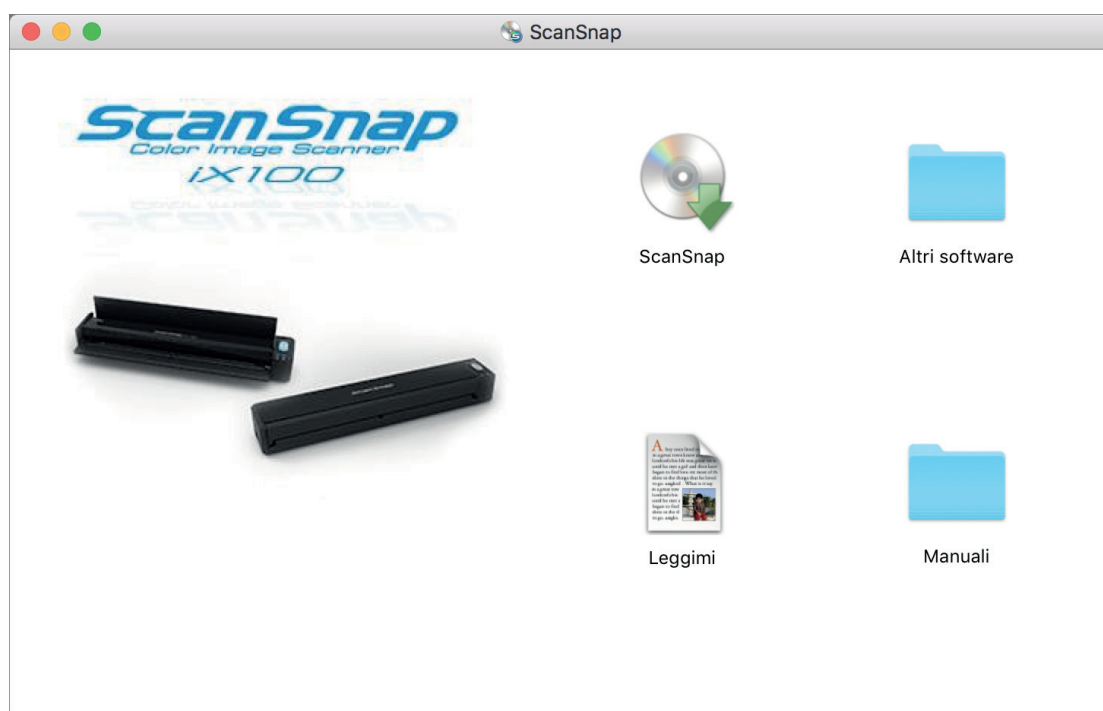 ScanSnap
ScanSnap
Color Image Scanner
iX100
ScanSnap
Altri software
Leggimi
Manuali